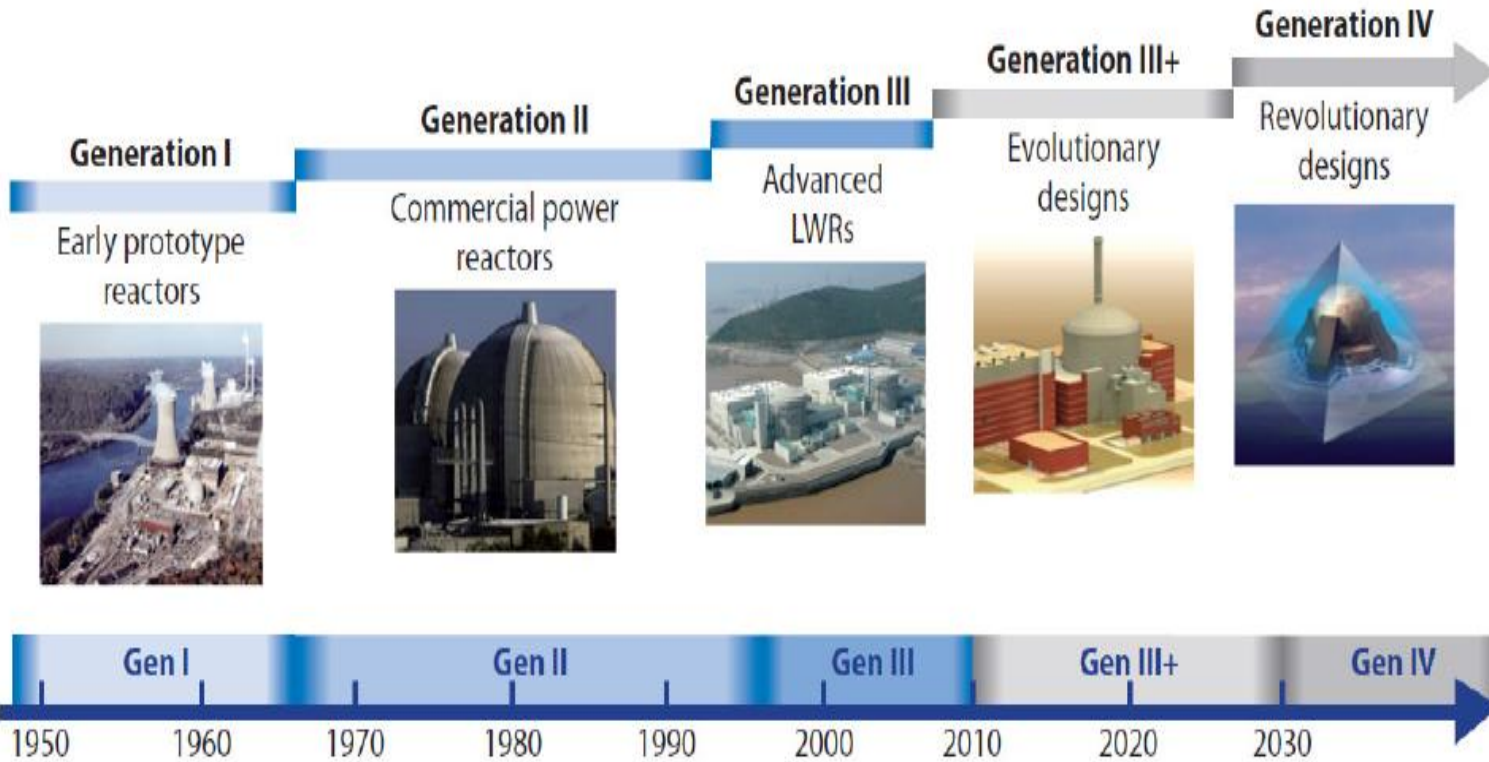 Generation I
Early prototype
reactors
Generation II
Commercial power
reactors
Generation III
Advanced
LWRs
Generation III+
Evolutionary
designs
Generation IV
Revolutionary
designs
Gen I
Gen II
Gen III
Gen III+
Gen IV
1950
1960
1970
1980
1990
2000
2010
2020
2030